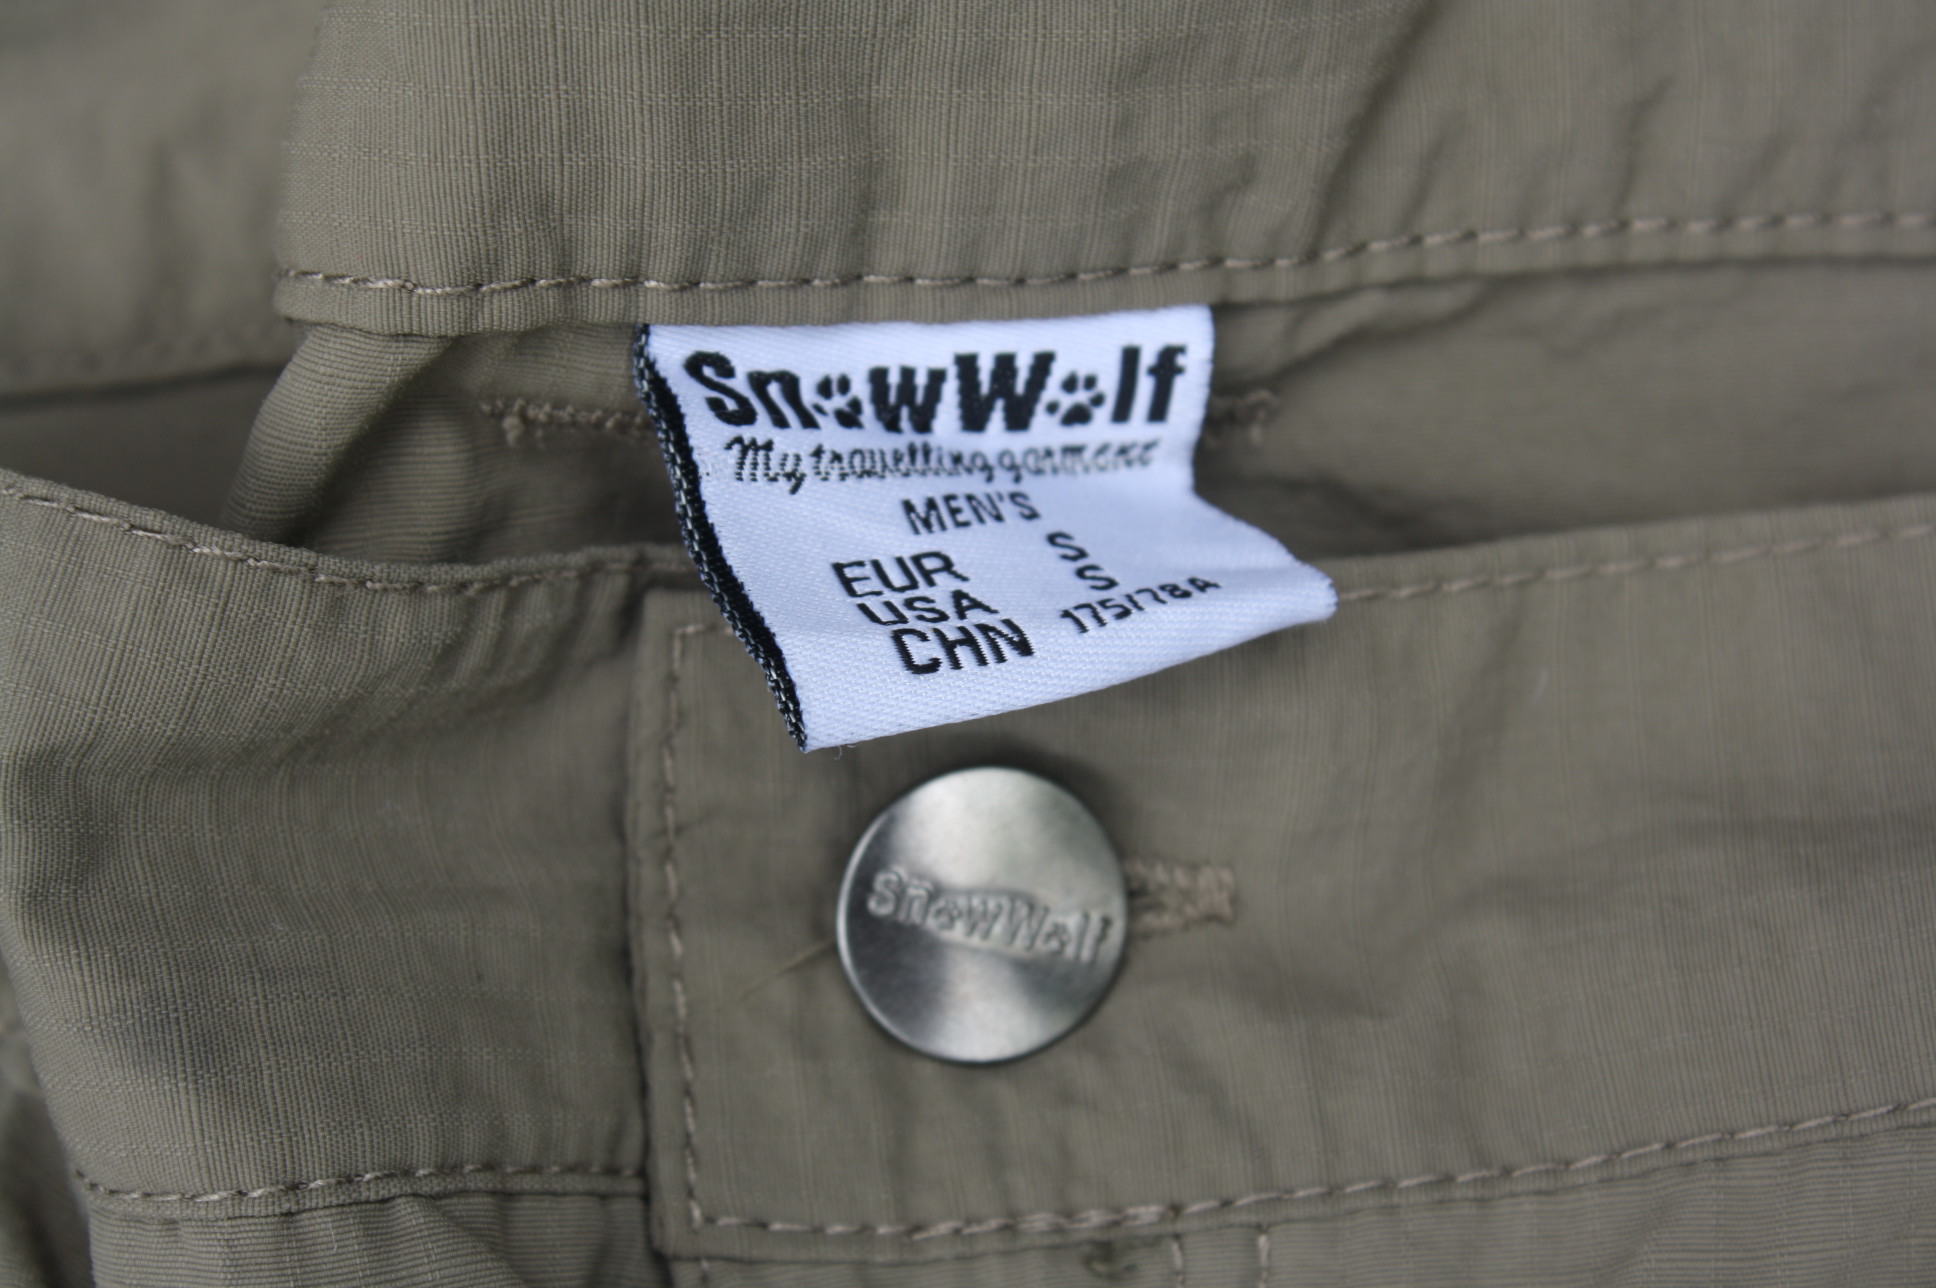 SnowWolf
My travelling garment
MEN'S
EUR S
USA S
CHN 175/78A
snowWolf